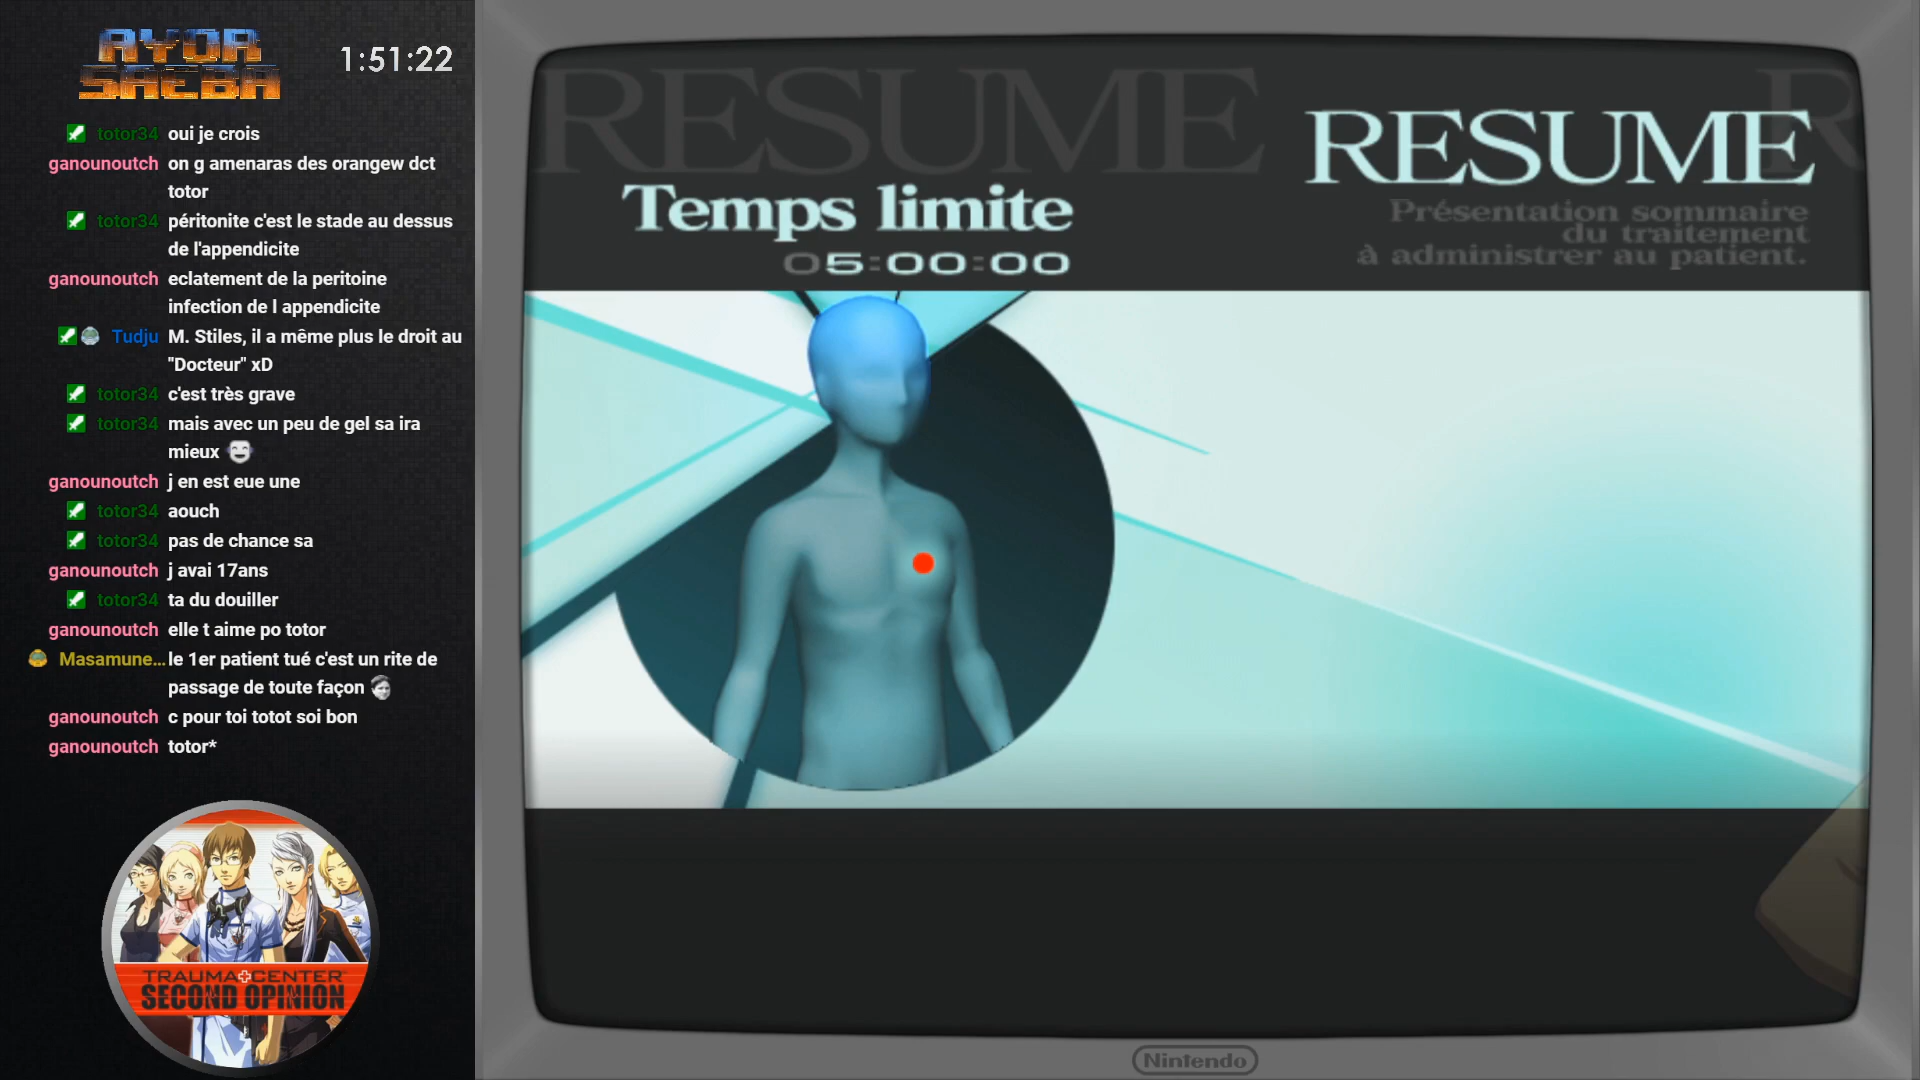 RYOR
SAEBA
1:51:22
totor34 oui je crois
ganounoutch on g amenaras des orangew dct
totor
totor34 péritonite c'est le stade au dessus
de l'appendicite
ganounoutch eclatement de la peritoine
infection de l appendicite
Tudju M. Stiles, il a même plus le droit au
"Docteur" xD
totor34 c'est très grave
totor34 mais avec un peu de gel sa ira
mieux
ganounoutch j en est eue une
totor34 aouch
totor34 pas de chance sa
ganounoutch j avai 17ans
totor34 ta du douiller
ganounoutch elle t aime po totor
Masamune... le 1er patient tué c'est un rite de
passage de toute façon
ganounoutch c pour toi totot soi bon
ganounoutch totor*
TRAUMA CENTER
SECOND OPINION
RESUME
R
RESUME
Temps limite
05:00:00
Présentation sommaire
du traitement
à administrer au patient.
Nintendo